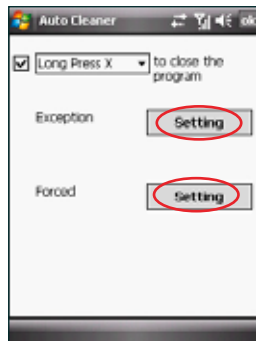 Auto Cleaner
ok
Long Press X
to close the
program
Exception
Setting
Forced
Setting